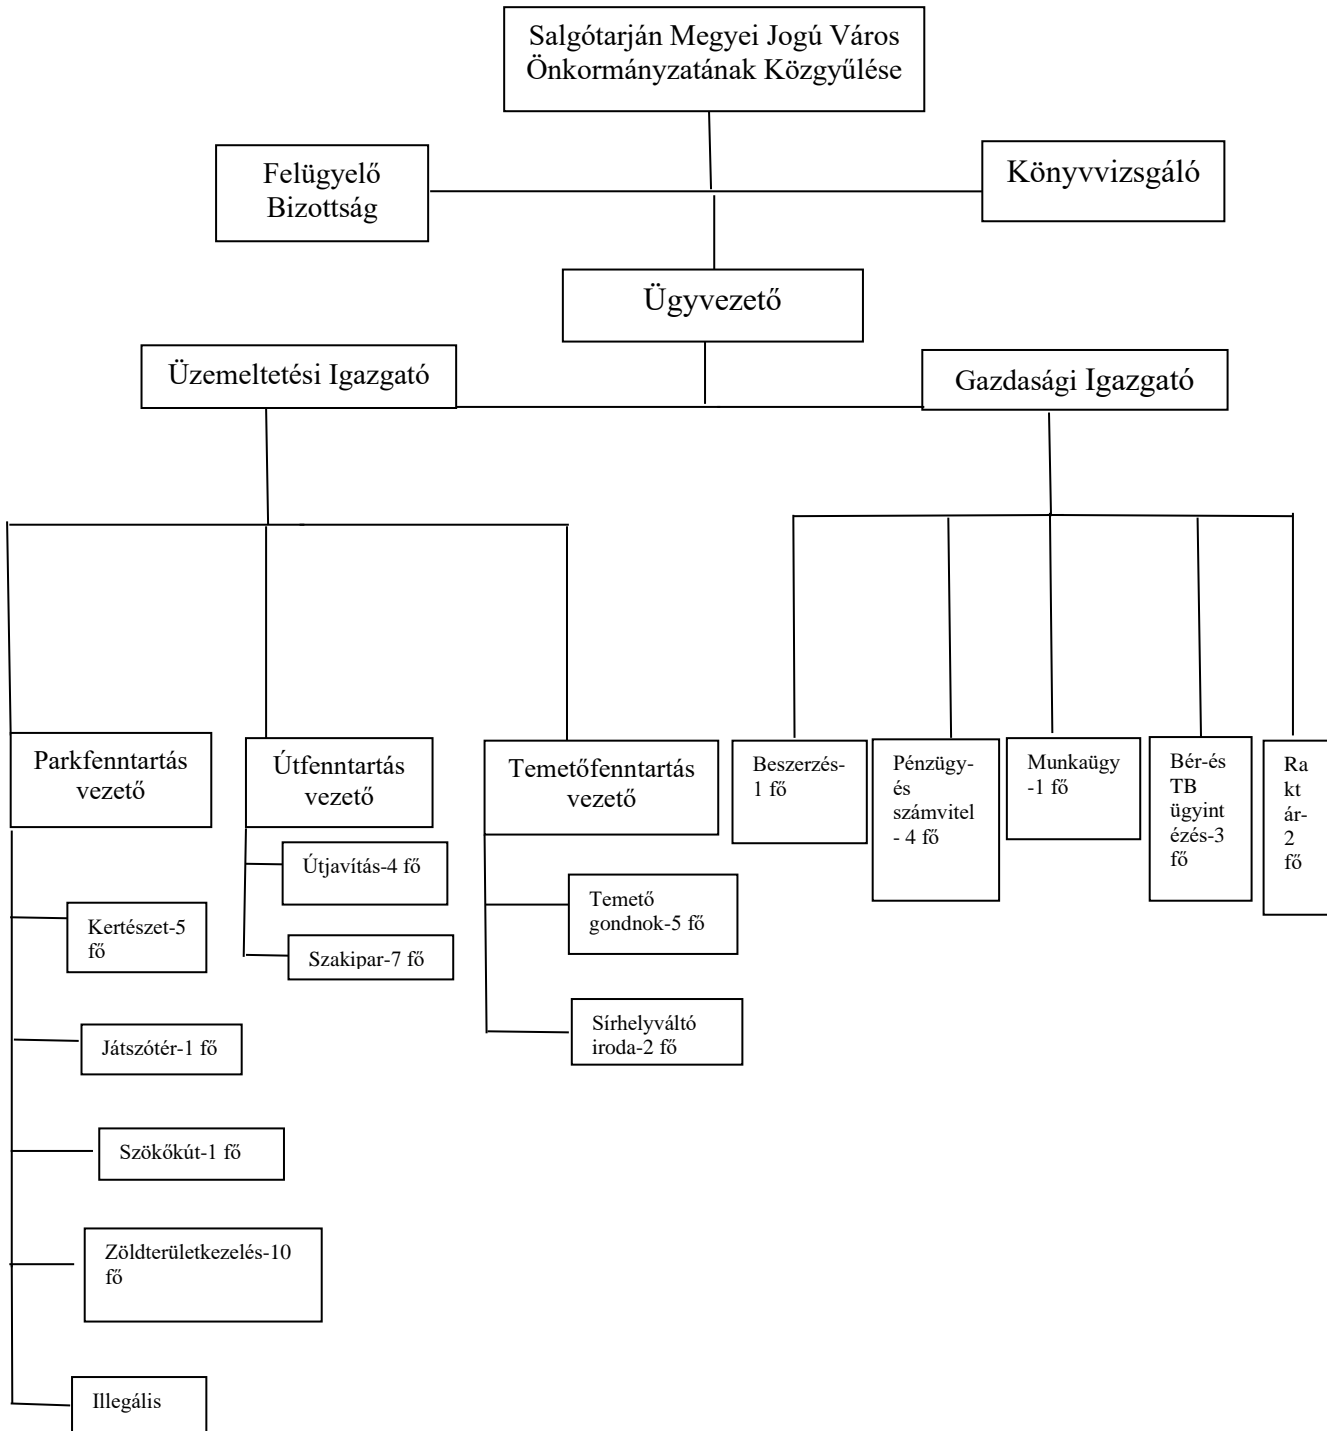 Salgótarján Megyei Jogú Város
Önkormányzatának Közgyűlése
Felügyelő
Bizottság
Könyvvizsgáló
Ügyvezető
Üzemeltetési Igazgató
Gazdasági Igazgató
Parkfenntartás
vezető
Útfenntartás
vezető
Temetőfenntartás
vezető
Beszerzés-
1 fő
Pénzügy-
és
számvitel
- 4 fő
Munkaügy
-1 fő
Bér-és
TB
ügyint
ézés-3
fő
Ra
kt
ár-
2
fő
Kertészet-5
fő
Játszótér-1 fő
Szökőkút-1 fő
Zöldterületkezelés-10
fő
Illegális
Útjavítás-4 fő
Szakipar-7 fő
Temető
gondnok-5 fő
Sírhelyváltó
iroda-2 fő